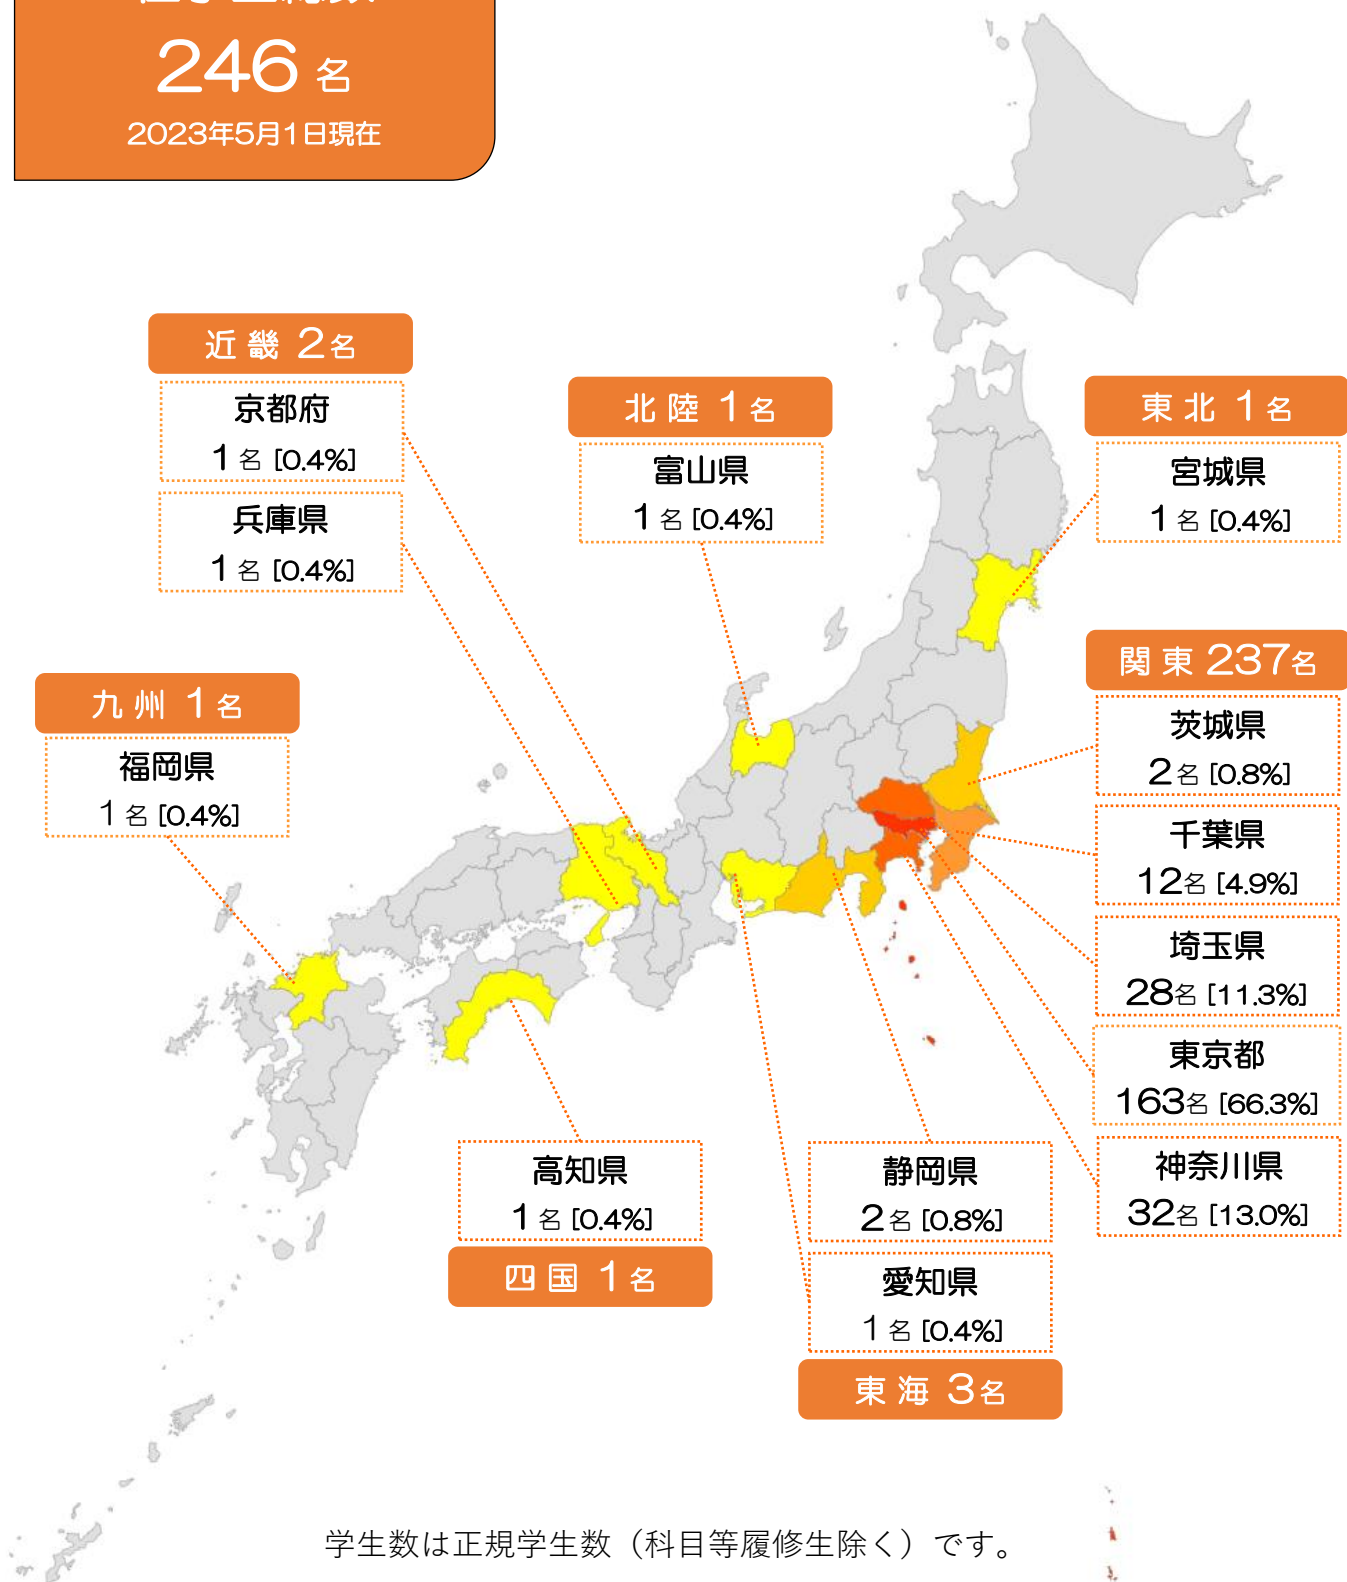 246 名
2023年5月1日現在
近畿 2名
京都府
1 名 [0.4%]
兵庫県
1 名 [0.4%]
北陸 1名
富山県
1 名 [0.4%]
東北 1名
宮城県
1 名 [0.4%]
関東 237名
茨城県
2名 [0.8%]
千葉県
12名 [4.9%]
埼玉県
28名 [11.3%]
東京都
163名 [66.3%]
神奈川県
32名 [13.0%]
九州 1名
福岡県
1 名 [0.4%]
高知県
1 名 [0.4%]
四国 1名
静岡県
2名 [0.8%]
愛知県
1 名 [0.4%]
東海 3名
学生数は正規学生数（科目等履修生除く）です。